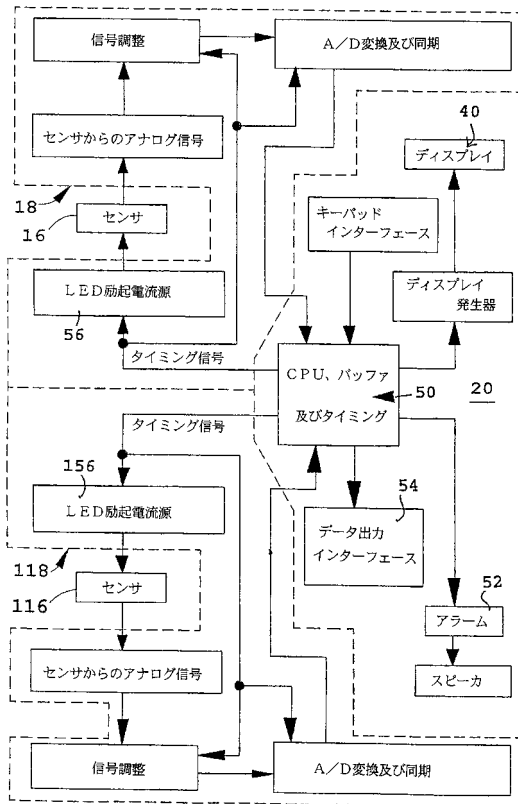 信号調整
A/D変換及び同期
センサからのアナログ信号
40
ディスプレイ
18
16
センサ
キーパッド
インターフェース
LED励起電流源
56
ディスプレイ
発生器
タイミング信号
CPU、バッファ
及びタイミング
50
20
タイミング信号
156
LED励起電流源
54
データ出力
インターフェース
118
116
センサ
52
アラーム
センサからのアナログ信号
スピーカ
信号調整
A/D変換及び同期